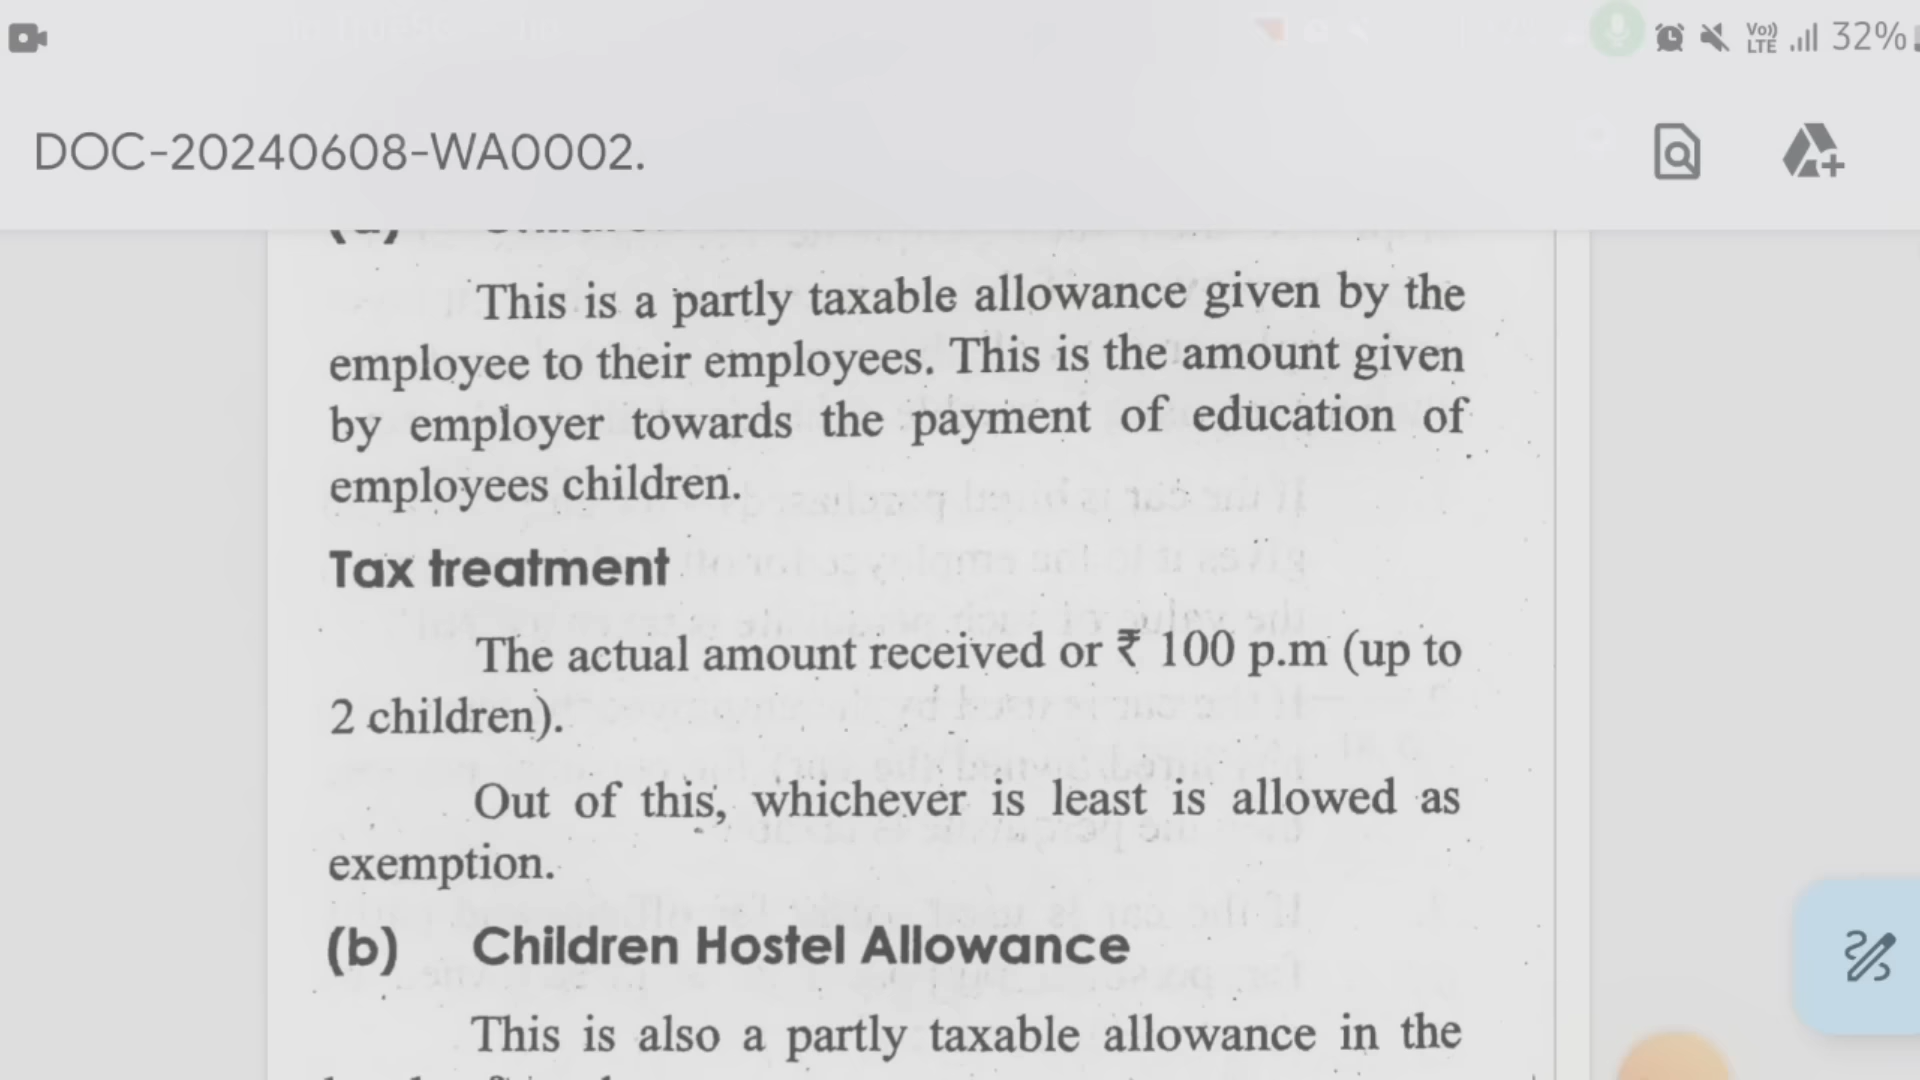 Vo))
LTE
32%
DOC-20240608-WA0002.
This is a partly taxable allowance given by the
employee to their employees. This is the amount given
by employer towards the payment of education of
employees children.
Tax treatment
The actual amount received or ₹ 100 p.m (up to
2 children).
Out of this, whichever is least is allowed as
exemption.
(b) Children Hostel Allowance
This is also a partly taxable allowance in the